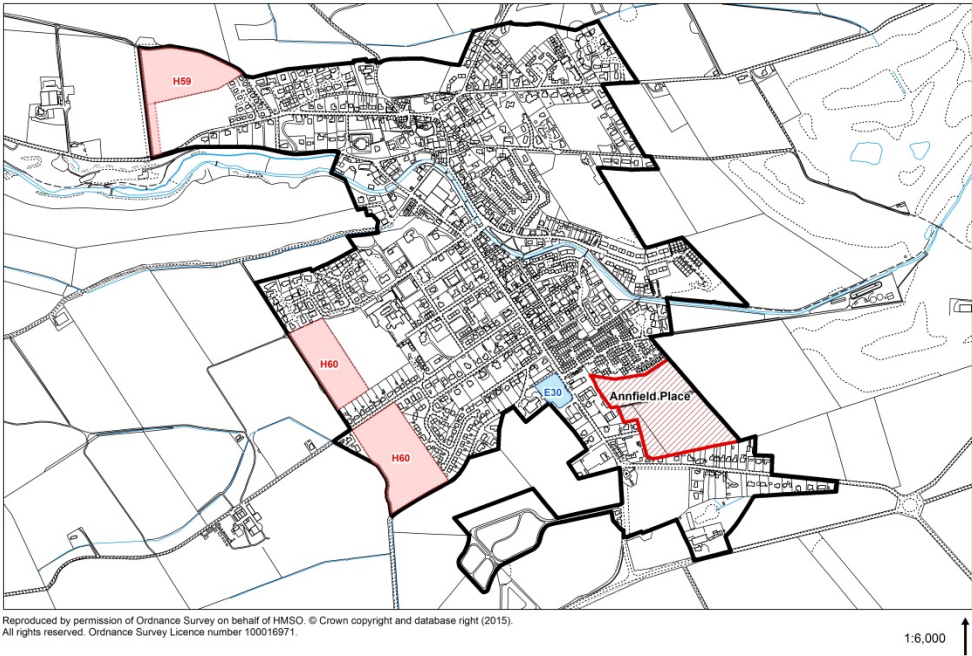 H59
H60
E30
Annfield Place
H60
Reproduced by permission of Ordnance Survey on behalf of HMSO. © Crown copyright and database right (2015).
All rights reserved. Ordnance Survey Licence number 100016971.
1:6,000